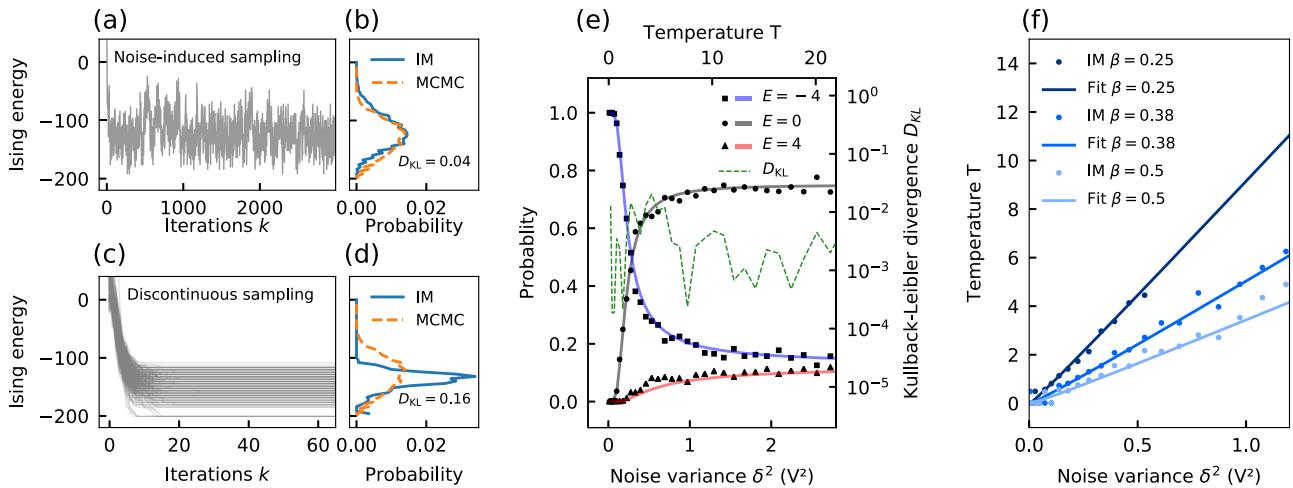 (a)
Ising energy
0
−100
−200
Noise-induced sampling
0
1000
2000
Iterations k
(b)
IM
MCMC
D_KL = 0.04
0.00
0.02
Probability
(c)
Ising energy
0
−100
−200
Discontinuous sampling
0
20
40
60
Iterations k
(d)
IM
MCMC
D_KL = 0.16
0.00
0.02
Probability
(e)
Temperature T
0
10
20
Probablity
1.0
0.8
0.6
0.4
0.2
0.0
E = −4
E = 0
E = 4
D_KL
10⁰
10⁻¹
10⁻²
10⁻³
10⁻⁴
10⁻⁵
Kullback-Leibler divergence D_KL
0
1
2
Noise variance δ² (V²)
(f)
Temperature T
14
12
10
8
6
4
2
0
IM β = 0.25
Fit β = 0.25
IM β = 0.38
Fit β = 0.38
IM β = 0.5
Fit β = 0.5
0.0
0.5
1.0
Noise variance δ² (V²)